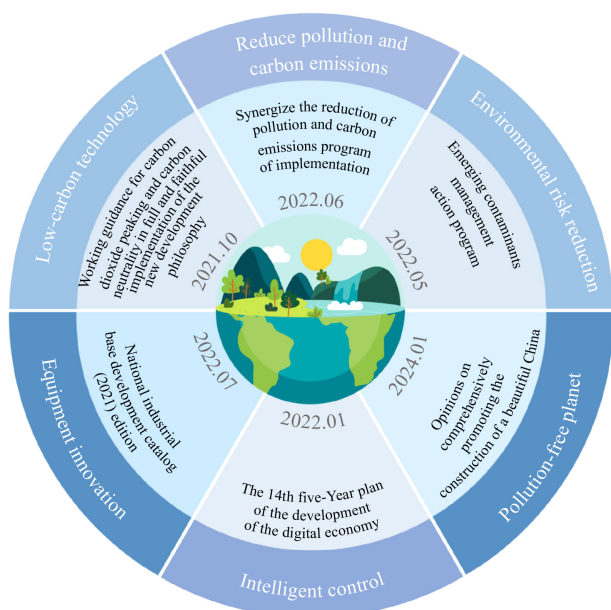 Reduce pollution and
carbon emissions
Synergize the reduction of
pollution and carbon
emissions program
of implementation
2022.06
Environmental risk reduction
Emerging contaminants
management
action program
2022.05
Pollution-free planet
Opinions on
comprehensively
promoting the
construction of a beautiful China
2024.01
Intelligent control
The 14th five-Year plan
of the development
of the digital economy
2022.01
Equipment innovation
National industrial
base development catalog
(2021) edition
2022.07
Low-carbon technology
Working guidance for carbon
dioxide peaking and carbon
neutrality in full and faithful
implementation of the
new development
philosophy
2021.10